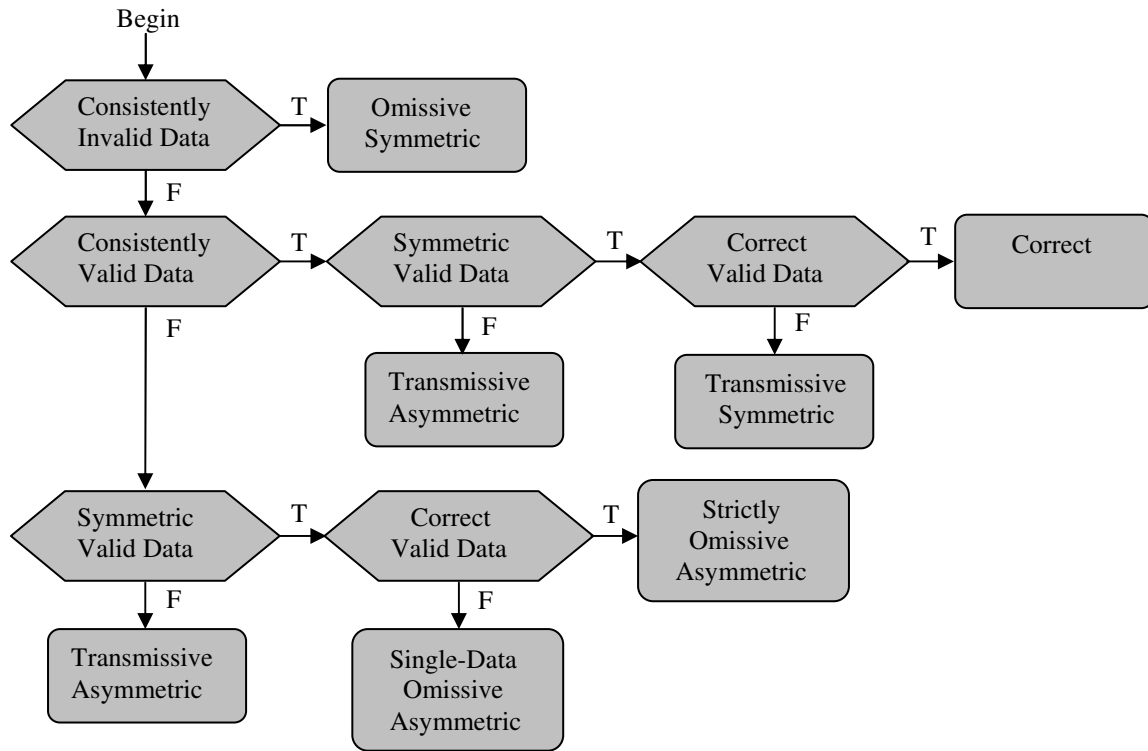 Begin
Consistently
Invalid Data
T
Omissive
Symmetric
F
Consistently
Valid Data
T
Symmetric
Valid Data
T
Correct
Valid Data
T
Correct
F
F
F
Transmissive
Asymmetric
Transmissive
Symmetric
Symmetric
Valid Data
T
Correct
Valid Data
T
Strictly
Omissive
Asymmetric
F
F
Transmissive
Asymmetric
Single-Data
Omissive
Asymmetric